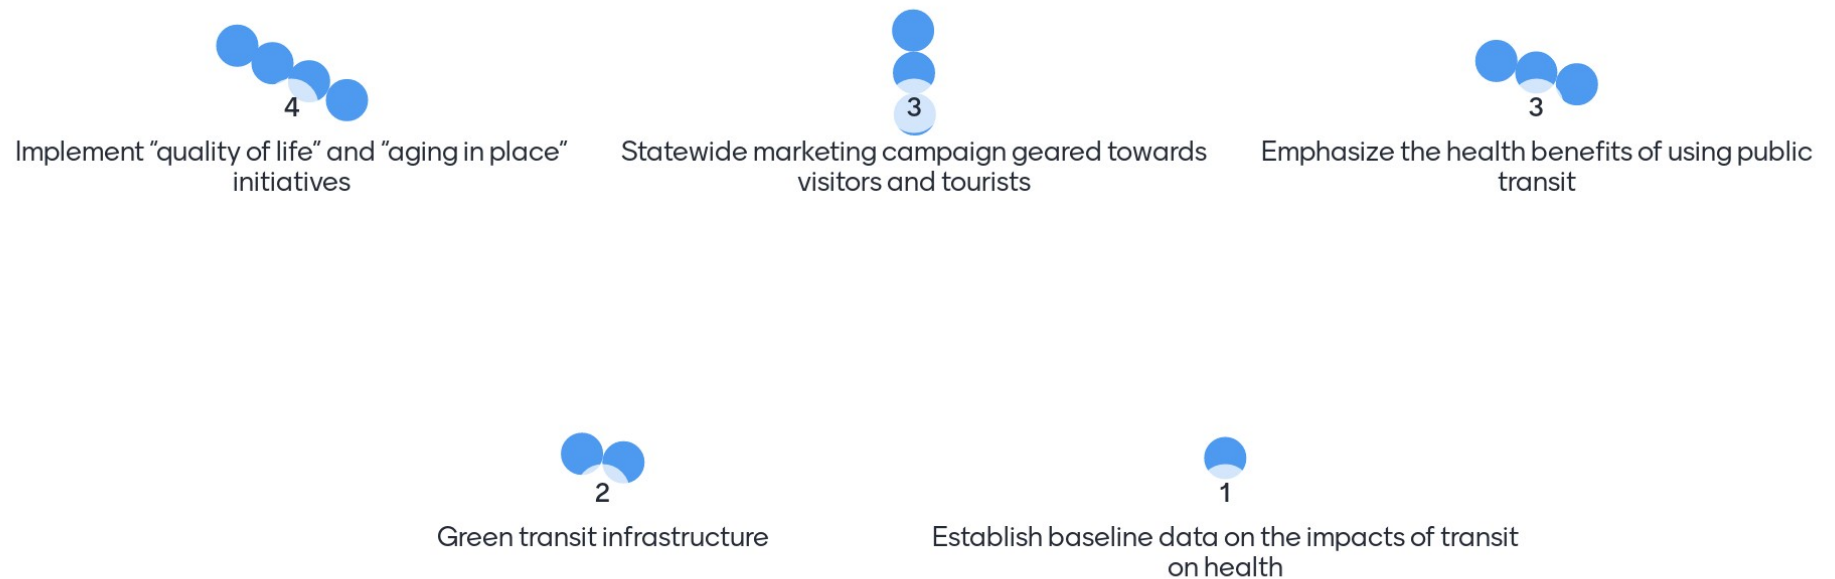 4
Implement “quality of life” and “aging in place”
initiatives
3
Statewide marketing campaign geared towards
visitors and tourists
3
Emphasize the health benefits of using public
transit
2
Green transit infrastructure
1
Establish baseline data on the impacts of transit
on health